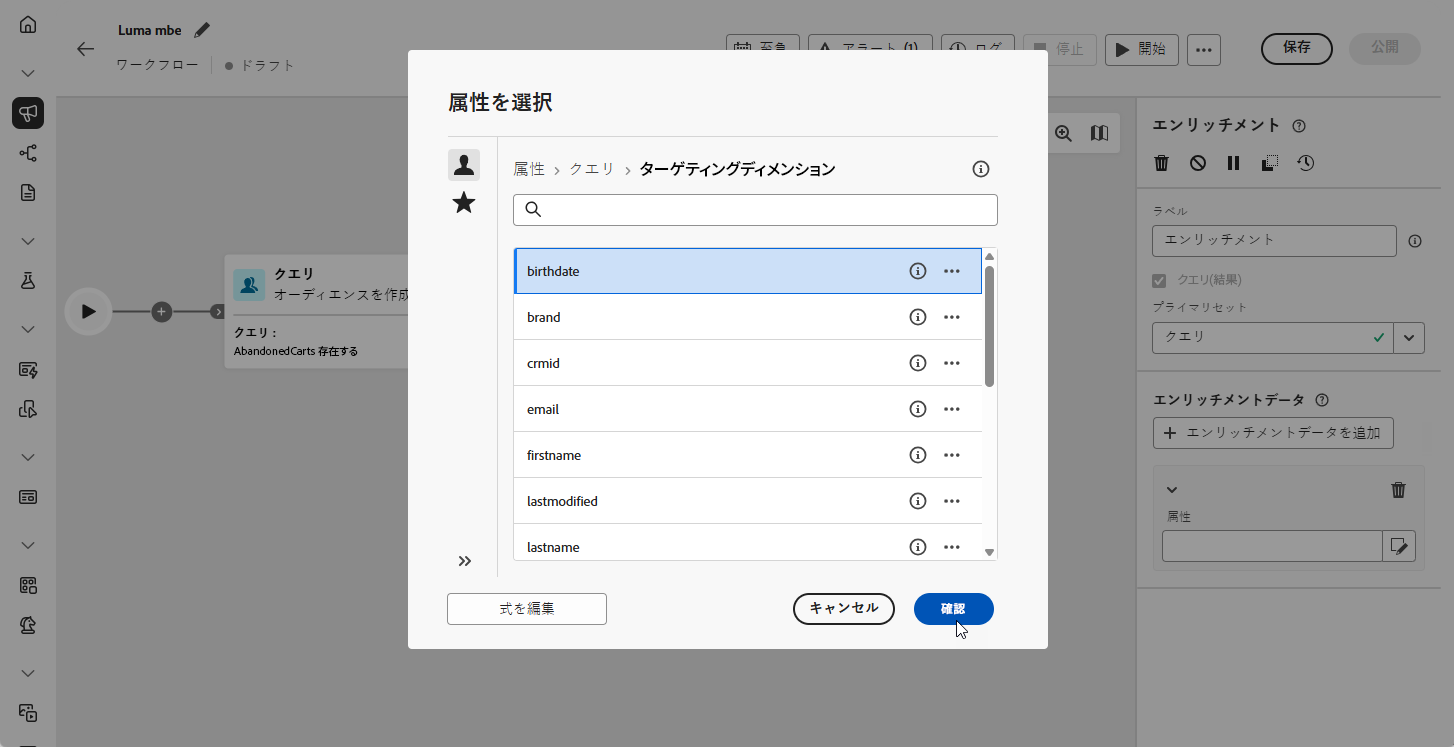 Luma mbe
ワークフロー
ドラフト
至急
アラート (1)
ログ
停止
開始
保存
公開
クエリ
オーディエンスを作成
クエリ :
AbandonedCarts 存在する
属性を選択
属性 > クエリ > ターゲティングディメンション
birthdate
brand
crmid
email
firstname
lastmodified
lastname
式を編集
キャンセル
確認
エンリッチメント
ラベル
エンリッチメント
クエリ(結果)
プライマリセット
クエリ
エンリッチメントデータ
エンリッチメントデータを追加
属性